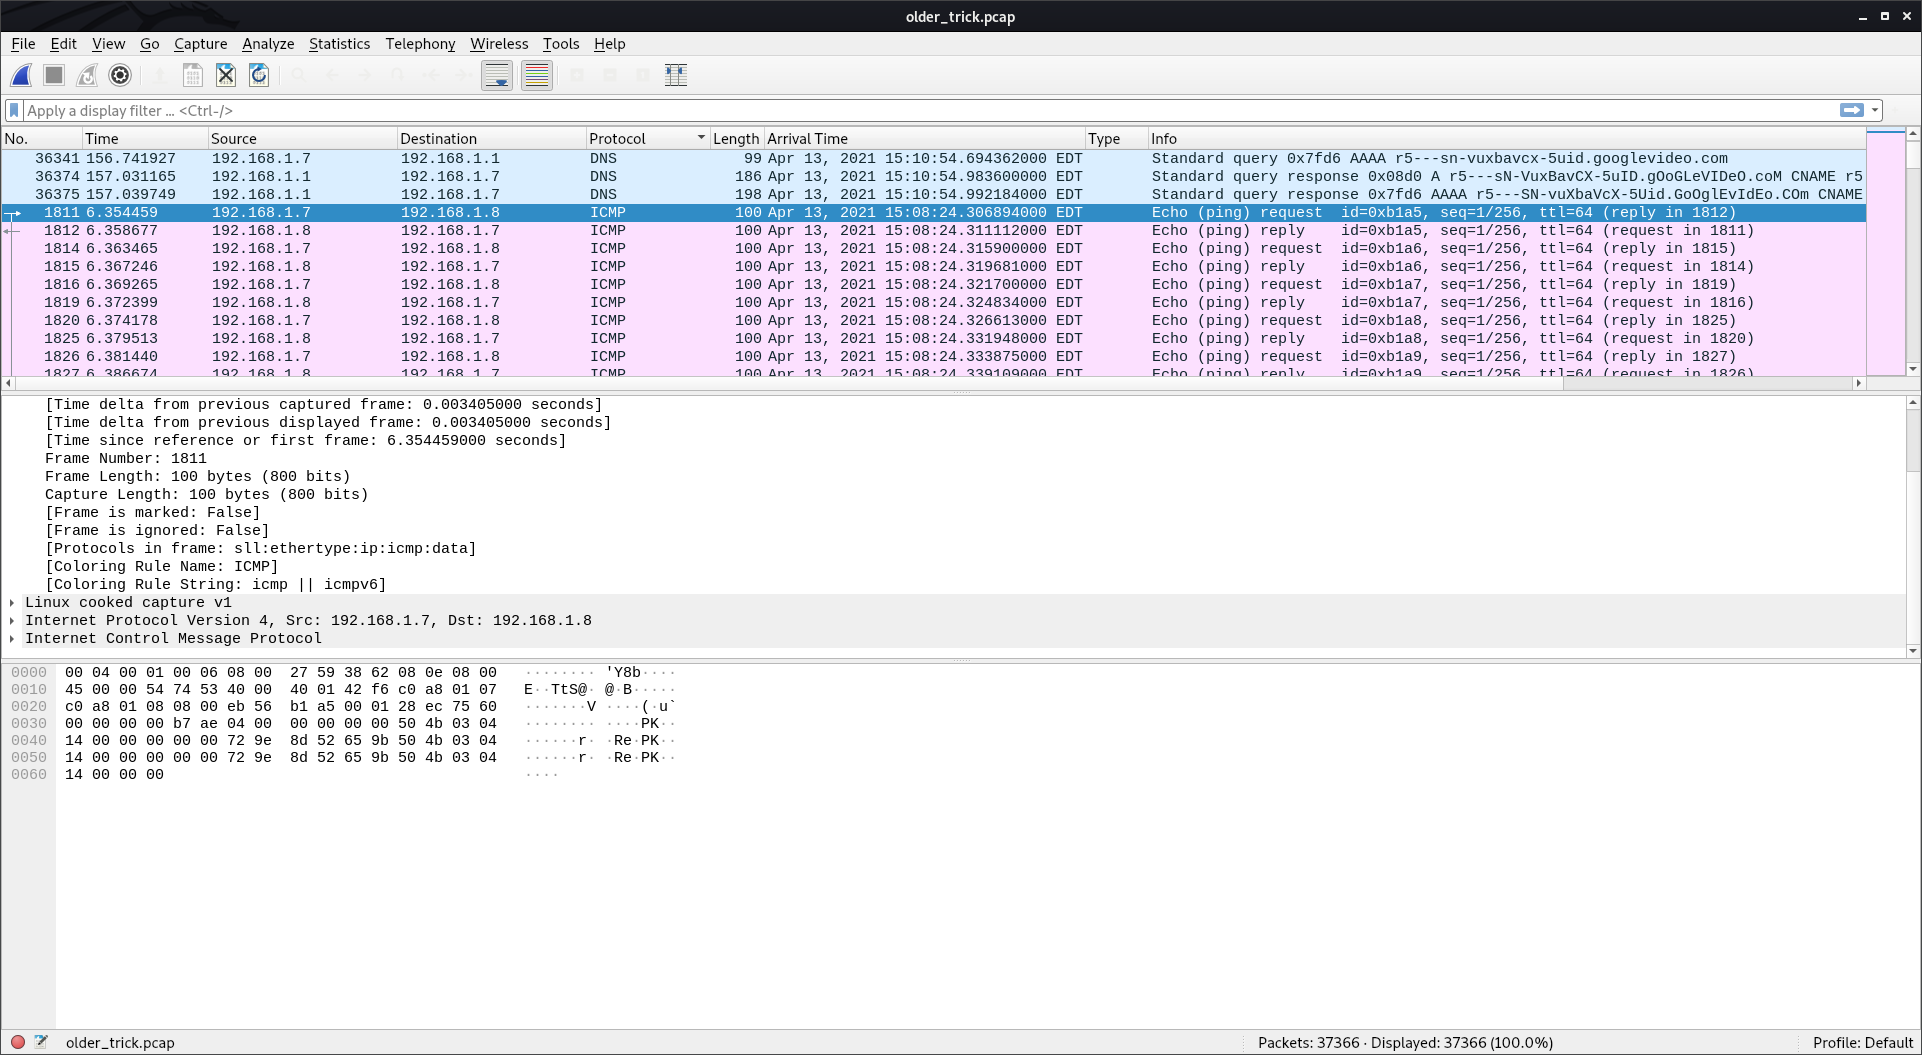 older_trick.pcap
File Edit View Go Capture Analyze Statistics Telephony Wireless Tools Help
Apply a display filter … <Ctrl-/>
No. Time Source Destination Protocol Length Arrival Time Type Info
36341 156.741927 192.168.1.7 192.168.1.1 DNS 99 Apr 13, 2021 15:10:54.694362000 EDT Standard query 0x7fd6 AAAA r5---sn-vuxbavcx-5uid.googlevideo.com
36374 157.031165 192.168.1.1 192.168.1.7 DNS 186 Apr 13, 2021 15:10:54.983600000 EDT Standard query response 0x08d0 A r5---sN-VuxBavCX-5uID.gOoGLeVIDeO.coM CNAME r5
36375 157.039749 192.168.1.1 192.168.1.7 DNS 198 Apr 13, 2021 15:10:54.992184000 EDT Standard query response 0x7fd6 AAAA r5---SN-vuXbaVcX-5Uid.GoOglEvIdEo.COm CNAME
1811 6.354459 192.168.1.7 192.168.1.8 ICMP 100 Apr 13, 2021 15:08:24.306894000 EDT Echo (ping) request id=0xb1a5, seq=1/256, ttl=64 (reply in 1812)
1812 6.358677 192.168.1.8 192.168.1.7 ICMP 100 Apr 13, 2021 15:08:24.311112000 EDT Echo (ping) reply id=0xb1a5, seq=1/256, ttl=64 (request in 1811)
1814 6.363465 192.168.1.7 192.168.1.8 ICMP 100 Apr 13, 2021 15:08:24.315900000 EDT Echo (ping) request id=0xb1a6, seq=1/256, ttl=64 (reply in 1815)
1815 6.367246 192.168.1.8 192.168.1.7 ICMP 100 Apr 13, 2021 15:08:24.319681000 EDT Echo (ping) reply id=0xb1a6, seq=1/256, ttl=64 (request in 1814)
1816 6.369265 192.168.1.7 192.168.1.8 ICMP 100 Apr 13, 2021 15:08:24.321700000 EDT Echo (ping) request id=0xb1a7, seq=1/256, ttl=64 (reply in 1819)
1819 6.372399 192.168.1.8 192.168.1.7 ICMP 100 Apr 13, 2021 15:08:24.324834000 EDT Echo (ping) reply id=0xb1a7, seq=1/256, ttl=64 (request in 1816)
1820 6.374178 192.168.1.7 192.168.1.8 ICMP 100 Apr 13, 2021 15:08:24.326613000 EDT Echo (ping) request id=0xb1a8, seq=1/256, ttl=64 (reply in 1825)
1825 6.379513 192.168.1.8 192.168.1.7 ICMP 100 Apr 13, 2021 15:08:24.331948000 EDT Echo (ping) reply id=0xb1a8, seq=1/256, ttl=64 (request in 1820)
1826 6.381440 192.168.1.7 192.168.1.8 ICMP 100 Apr 13, 2021 15:08:24.333875000 EDT Echo (ping) request id=0xb1a9, seq=1/256, ttl=64 (reply in 1827)
1827 6.386674 192.168.1.8 192.168.1.7 ICMP 100 Apr 13, 2021 15:08:24.339109000 EDT Echo (ping) reply id=0xb1a9, seq=1/256, ttl=64 (request in 1826)
[Time delta from previous captured frame: 0.003405000 seconds]
[Time delta from previous displayed frame: 0.003405000 seconds]
[Time since reference or first frame: 6.354459000 seconds]
Frame Number: 1811
Frame Length: 100 bytes (800 bits)
Capture Length: 100 bytes (800 bits)
[Frame is marked: False]
[Frame is ignored: False]
[Protocols in frame: sll:ethertype:ip:icmp:data]
[Coloring Rule Name: ICMP]
[Coloring Rule String: icmp || icmpv6]
Linux cooked capture v1
Internet Protocol Version 4, Src: 192.168.1.7, Dst: 192.168.1.8
Internet Control Message Protocol
0000 00 04 00 01 00 06 08 00 27 59 38 62 08 0e 08 00 ········ 'Y8b····
0010 45 00 00 54 74 53 40 00 40 01 42 f6 c0 a8 01 07 E··TtS@· @·B·····
0020 c0 a8 01 08 08 00 eb 56 b1 a5 00 01 28 ec 75 60 ·······V ····(·u`
0030 00 00 00 00 b7 ae 04 00 00 00 00 00 50 4b 03 04 ········ ····PK··
0040 14 00 00 00 00 00 72 9e 8d 52 65 9b 50 4b 03 04 ······r· ·Re·PK··
0050 14 00 00 00 00 00 72 9e 8d 52 65 9b 50 4b 03 04 ······r· ·Re·PK··
0060 14 00 00 00 ····
older_trick.pcap Packets: 37366 · Displayed: 37366 (100.0%) Profile: Default